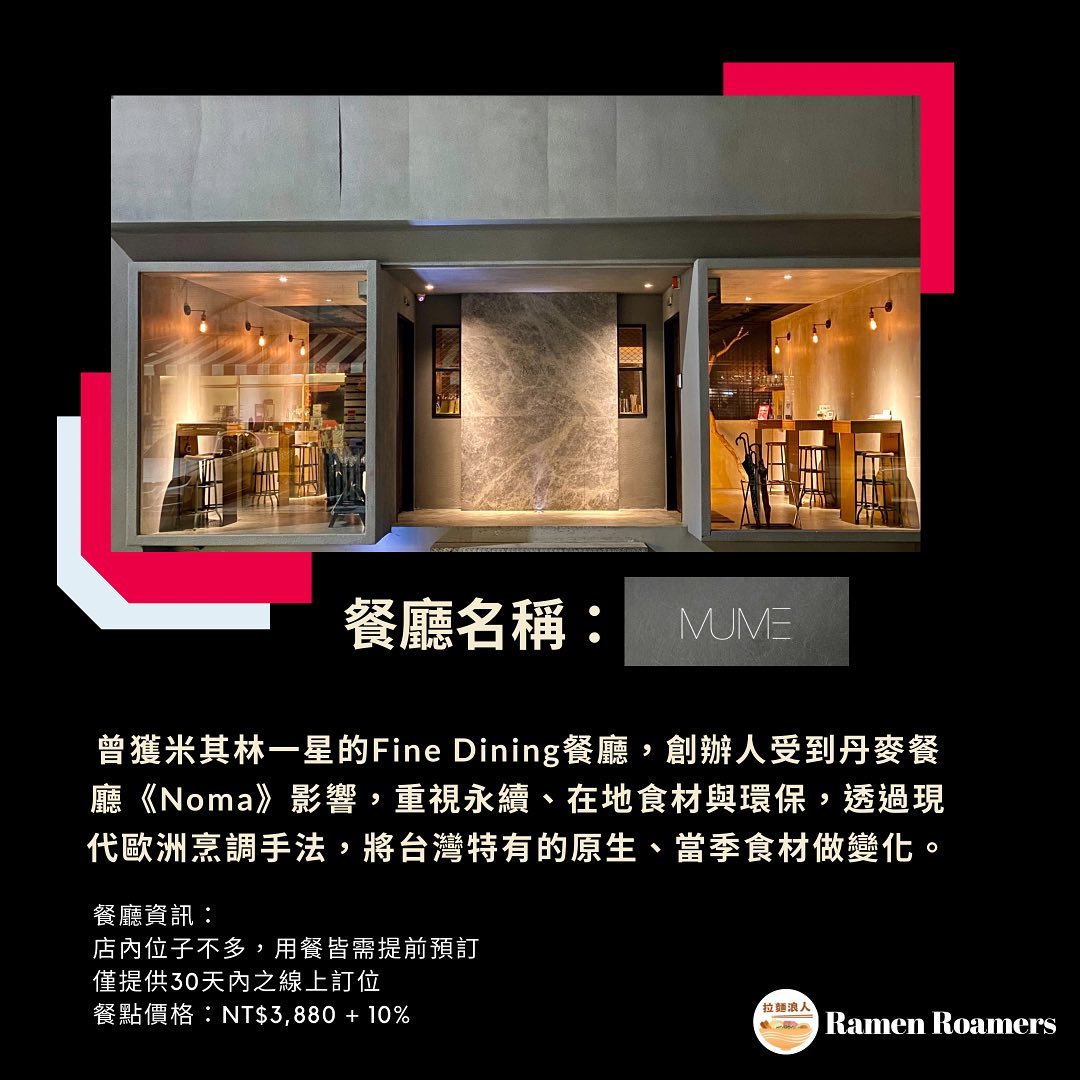 MUME
餐廳名稱：MUME
曾獲米其林一星的Fine Dining餐廳，創辦人受到丹麥餐
廳《Noma》影響，重視永續、在地食材與環保，透過現
代歐洲烹調手法，將台灣特有的原生、當季食材做變化。
餐廳資訊：
店內位子不多，用餐皆需提前預訂
僅提供30天內之線上訂位
餐點價格：NT$3,880 + 10%
拉麵浪人
Ramen Roamers